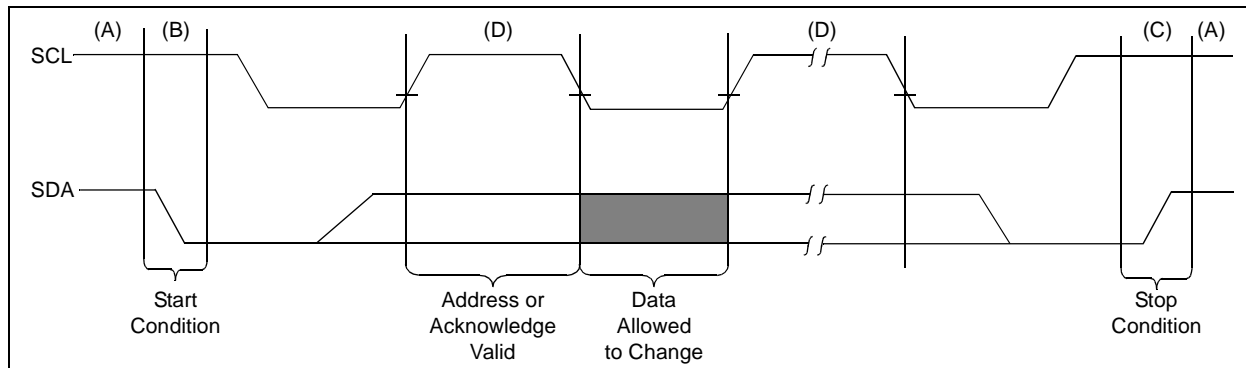 (A) (B) (D) (D) (C) (A)
SCL
SDA
Start
Condition
Address or
Acknowledge
Valid
Data
Allowed
to Change
Stop
Condition